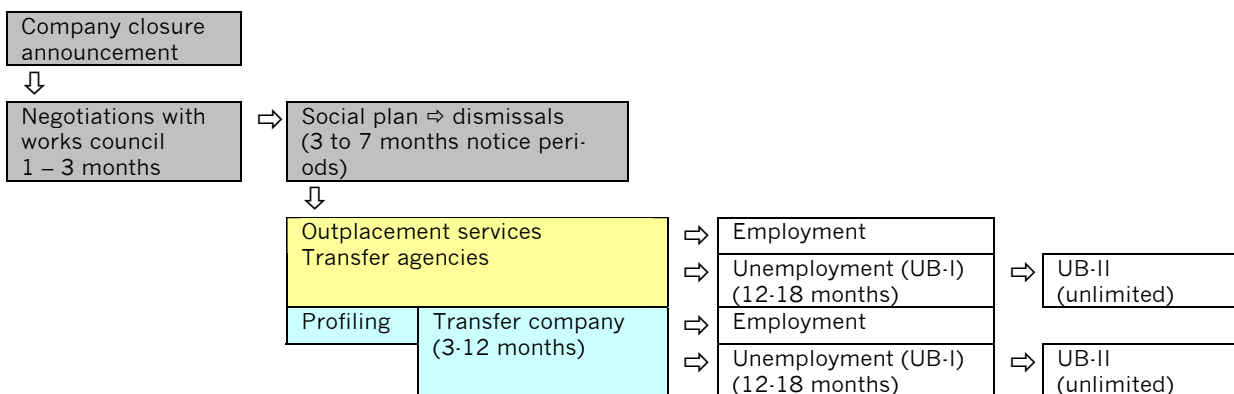 Company closure
announcement
⇩
Negotiations with
works council
1 – 3 months
⇨
Social plan ⇨ dismissals
(3 to 7 months notice peri-
ods)
⇩
Outplacement services
Transfer agencies
⇨
Employment
⇨
Unemployment (UB-I)
(12-18 months)
⇨
UB-II
(unlimited)
Profiling
Transfer company
(3-12 months)
⇨
Employment
⇨
Unemployment (UB-I)
(12-18 months)
⇨
UB-II
(unlimited)